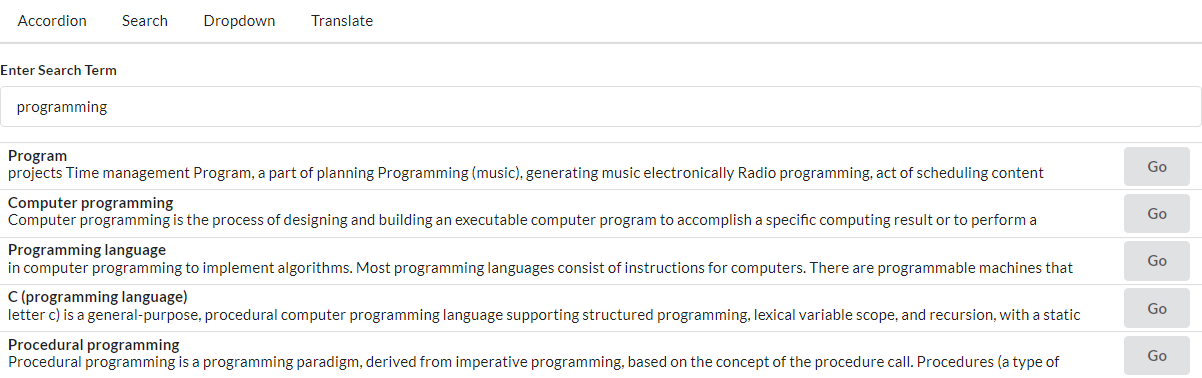 Accordion Search Dropdown Translate
Enter Search Term
programming
Program
projects Time management Program, a part of planning Programming (music), generating music electronically Radio programming, act of scheduling content
Go
Computer programming
Computer programming is the process of designing and building an executable computer program to accomplish a specific computing result or to perform a
Go
Programming language
in computer programming to implement algorithms. Most programming languages consist of instructions for computers. There are programmable machines that
Go
C (programming language)
letter c) is a general-purpose, procedural computer programming language supporting structured programming, lexical variable scope, and recursion, with a static
Go
Procedural programming
Procedural programming is a programming paradigm, derived from imperative programming, based on the concept of the procedure call. Procedures (a type of
Go